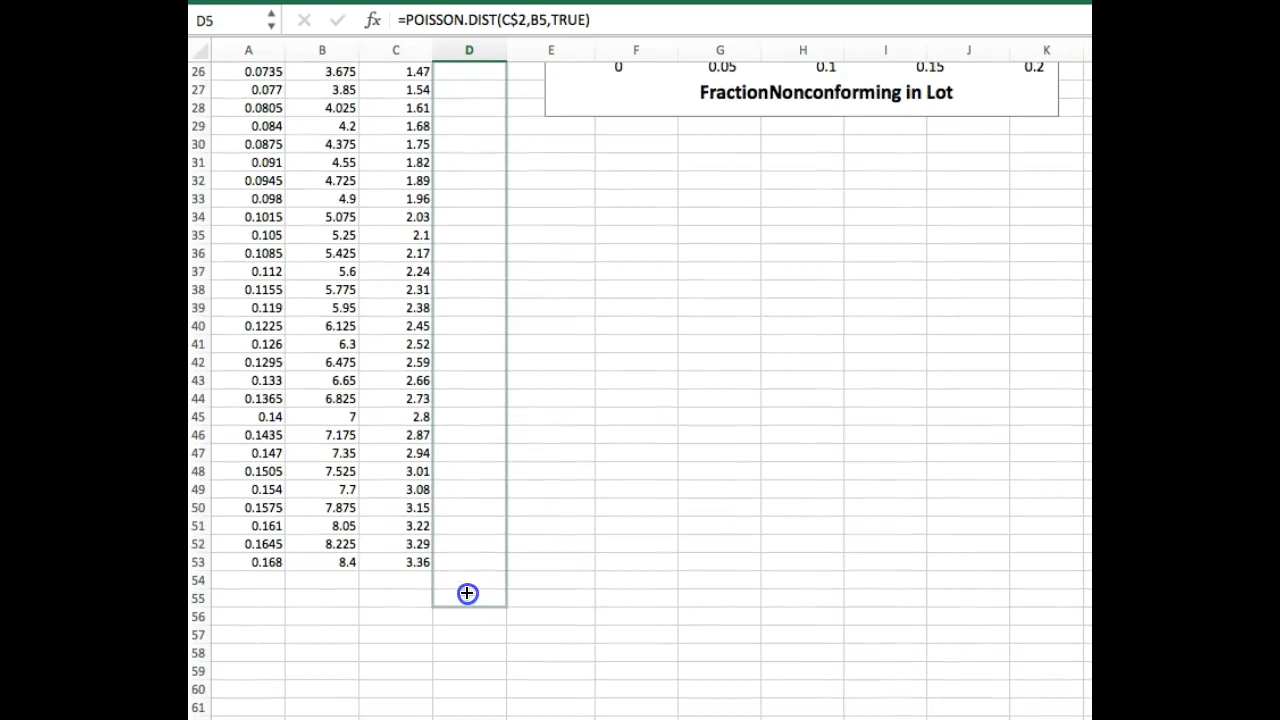 D5 fx =POISSON.DIST(C$2,B5,TRUE)
A B C D E F G H I J K
26 0.0735 3.675 1.47 0 0.05 0.1 0.15 0.2
27 0.077 3.85 1.54 FractionNonconforming in Lot
28 0.0805 4.025 1.61
29 0.084 4.2 1.68
30 0.0875 4.375 1.75
31 0.091 4.55 1.82
32 0.0945 4.725 1.89
33 0.098 4.9 1.96
34 0.1015 5.075 2.03
35 0.105 5.25 2.1
36 0.1085 5.425 2.17
37 0.112 5.6 2.24
38 0.1155 5.775 2.31
39 0.119 5.95 2.38
40 0.1225 6.125 2.45
41 0.126 6.3 2.52
42 0.1295 6.475 2.59
43 0.133 6.65 2.66
44 0.1365 6.825 2.73
45 0.14 7 2.8
46 0.1435 7.175 2.87
47 0.147 7.35 2.94
48 0.1505 7.525 3.01
49 0.154 7.7 3.08
50 0.1575 7.875 3.15
51 0.161 8.05 3.22
52 0.1645 8.225 3.29
53 0.168 8.4 3.36
54
55
56
57
58
59
60
61